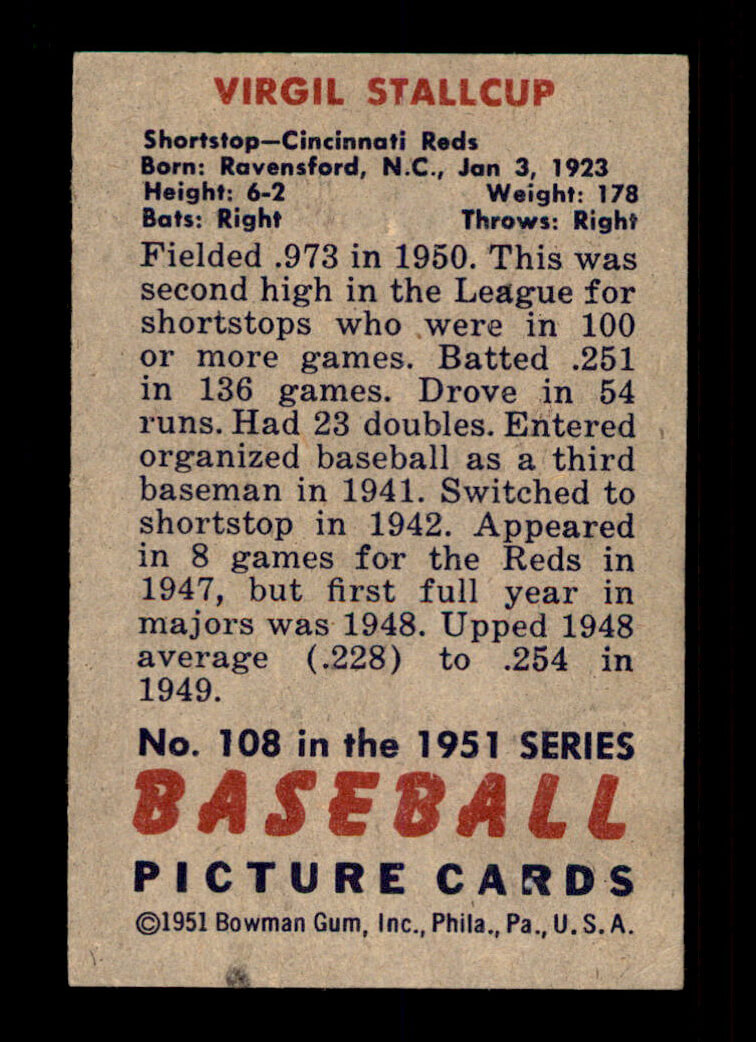 VIRGIL STALLCUP
Shortstop—Cincinnati Reds
Born: Ravensford, N.C., Jan 3, 1923
Height: 6-2 Weight: 178
Bats: Right Throws: Right
Fielded .973 in 1950. This was
second high in the League for
shortstops who were in 100
or more games. Batted .251
in 136 games. Drove in 54
runs. Had 23 doubles. Entered
organized baseball as a third
baseman in 1941. Switched to
shortstop in 1942. Appeared
in 8 games for the Reds in
1947, but first full year in
majors was 1948. Upped 1948
average (.228) to .254 in
1949.
No. 108 in the 1951 SERIES
BASEBALL
PICTURE CARDS
©1951 Bowman Gum, Inc., Phila., Pa., U.S.A.